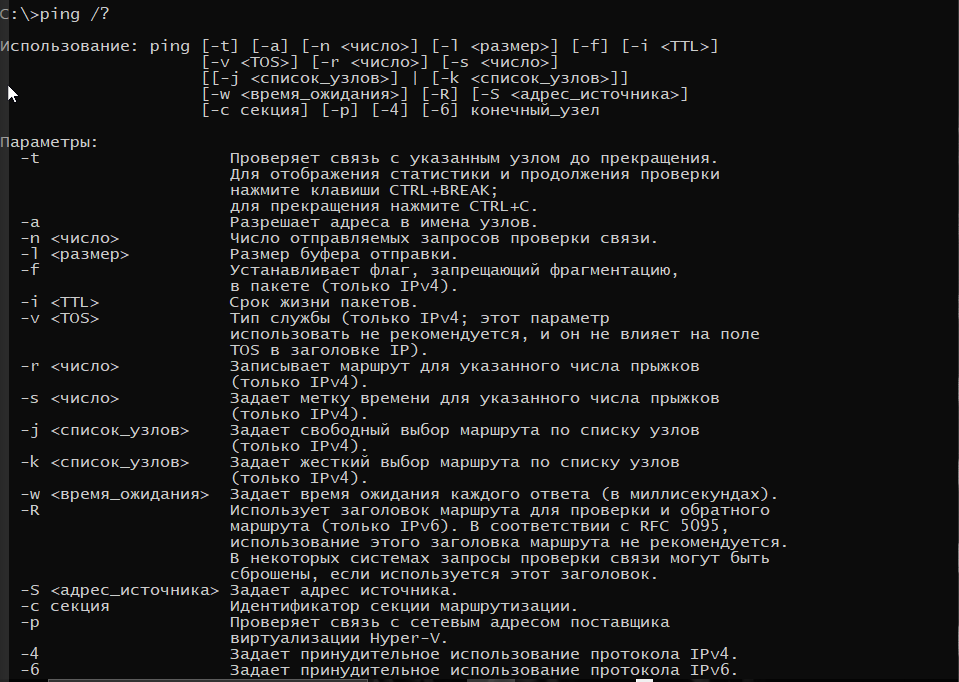 C:\>ping /?
Использование: ping [-t] [-a] [-n <число>] [-l <размер>] [-f] [-i <TTL>]
[-v <TOS>] [-r <число>] [-s <число>]
[[-j <список_узлов>] | [-k <список_узлов>]]
[-w <время_ожидания>] [-R] [-S <адрес_источника>]
[-c секция] [-p] [-4] [-6] конечный_узел
Параметры:
-t Проверяет связь с указанным узлом до прекращения.
Для отображения статистики и продолжения проверки
нажмите клавиши CTRL+BREAK;
для прекращения нажмите CTRL+C.
-a Разрешает адреса в имена узлов.
-n <число> Число отправляемых запросов проверки связи.
-l <размер> Размер буфера отправки.
-f Устанавливает флаг, запрещающий фрагментацию,
в пакете (только IPv4).
-i <TTL> Срок жизни пакетов.
-v <TOS> Тип службы (только IPv4; этот параметр
использовать не рекомендуется, и он не влияет на поле
TOS в заголовке IP).
-r <число> Записывает маршрут для указанного числа прыжков
(только IPv4).
-s <число> Задает метку времени для указанного числа прыжков
(только IPv4).
-j <список_узлов> Задает свободный выбор маршрута по списку узлов
(только IPv4).
-k <список_узлов> Задает жесткий выбор маршрута по списку узлов
(только IPv4).
-w <время_ожидания> Задает время ожидания каждого ответа (в миллисекундах).
-R Использует заголовок маршрута для проверки и обратного
маршрута (только IPv6). В соответствии с RFC 5095,
использование этого заголовка маршрута не рекомендуется.
В некоторых системах запросы проверки связи могут быть
сброшены, если используется этот заголовок.
-S <адрес_источника> Задает адрес источника.
-c секция Идентификатор секции маршрутизации.
-p Проверяет связь с сетевым адресом поставщика
виртуализации Hyper-V.
-4 Задает принудительное использование протокола IPv4.
-6 Задает принудительное использование протокола IPv6.